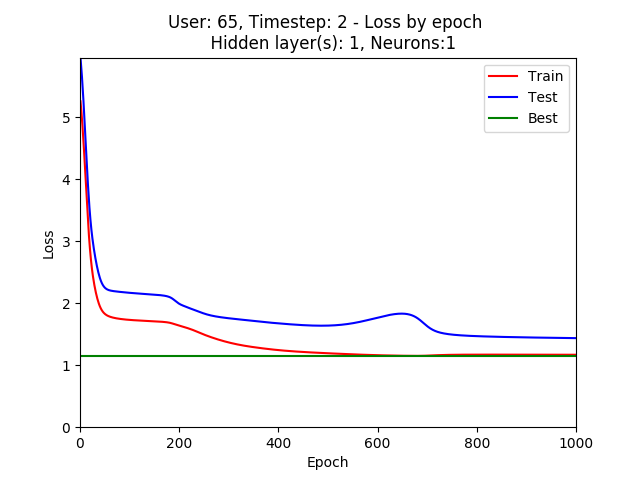 User: 65, Timestep: 2 - Loss by epoch
Hidden layer(s): 1, Neurons:1
Train
Test
Best
Loss
5
4
3
2
1
0
0 200 400 600 800 1000
Epoch